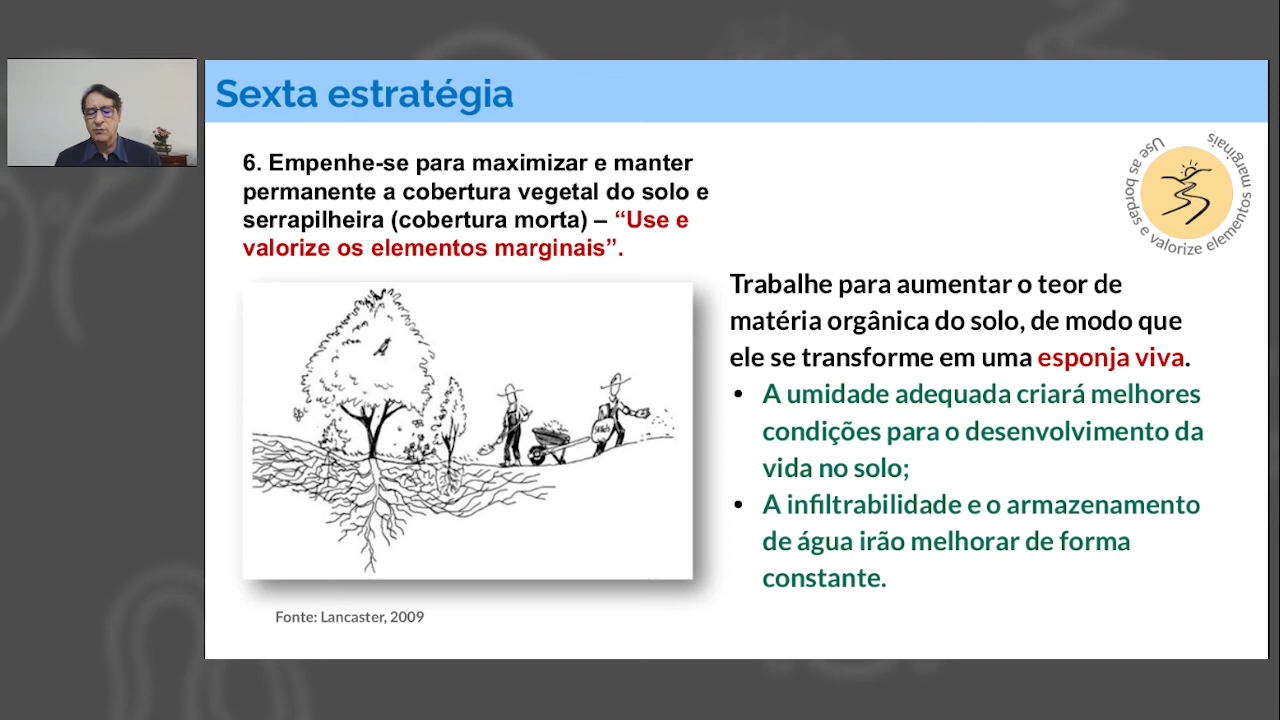 Sexta estratégia
6. Empenhe-se para maximizar e manter
permanente a cobertura vegetal do solo e
serrapilheira (cobertura morta) – “Use e
valorize os elementos marginais”.
Use as bordas e valorize elementos marginais
Trabalhe para aumentar o teor de
matéria orgânica do solo, de modo que
ele se transforme em uma esponja viva.
• A umidade adequada criará melhores
condições para o desenvolvimento da
vida no solo;
• A infiltrabilidade e o armazenamento
de água irão melhorar de forma
constante.
Fonte: Lancaster, 2009